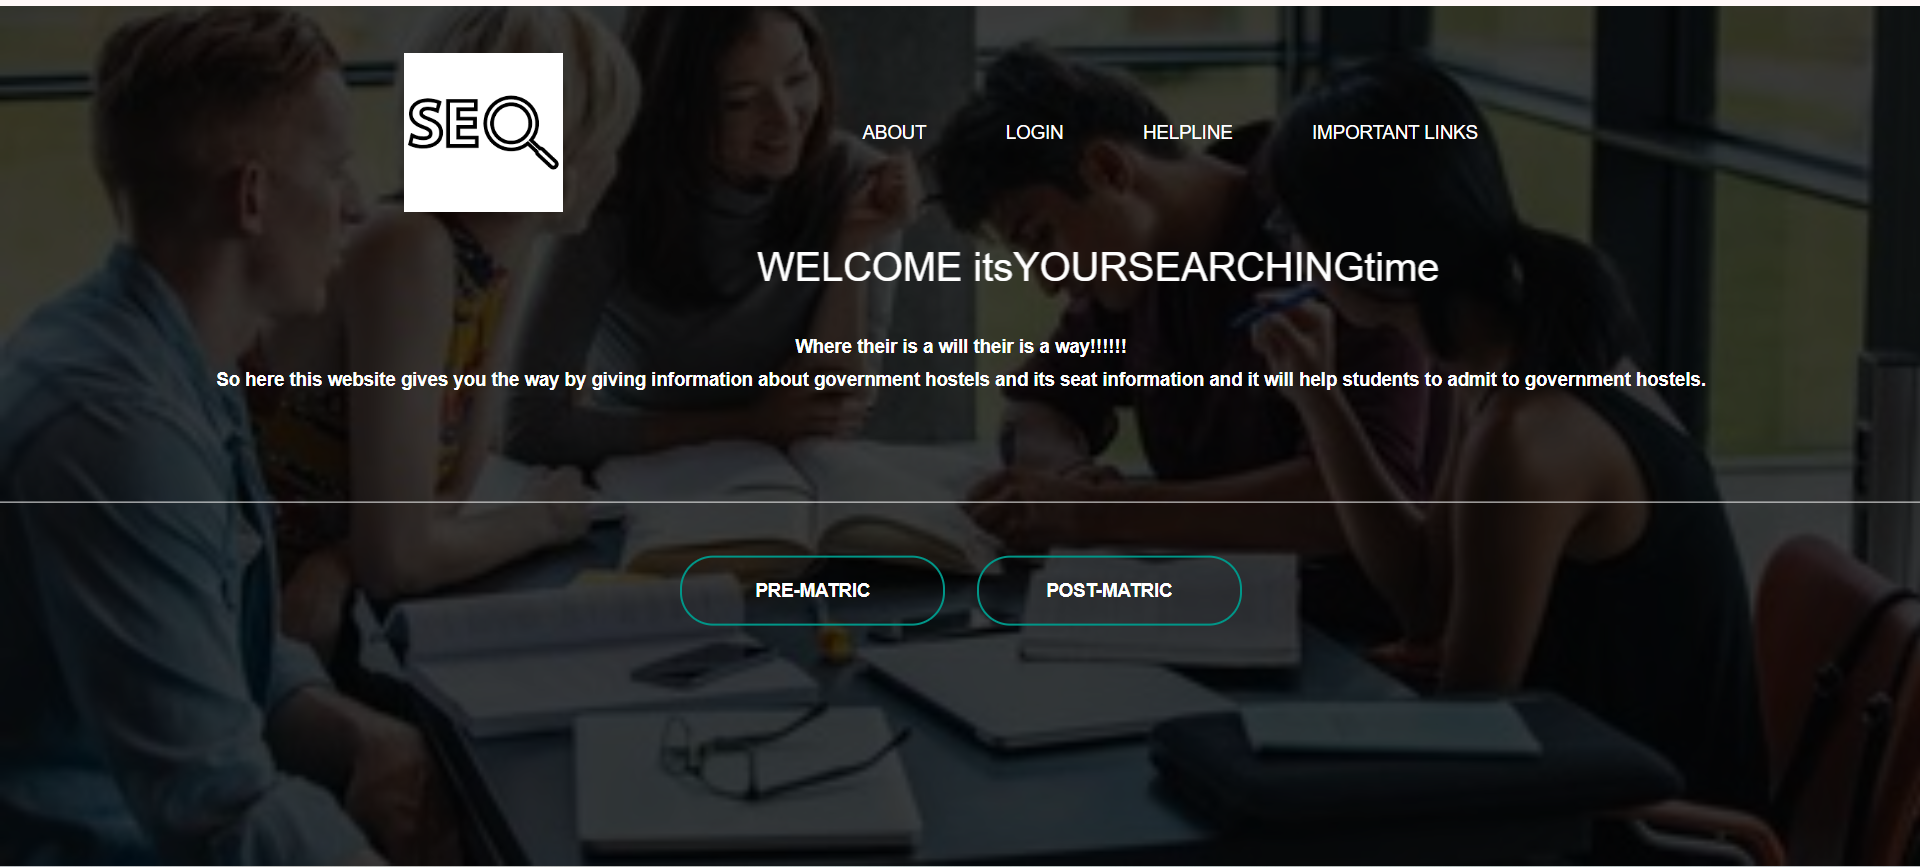 SEO
ABOUT LOGIN HELPLINE IMPORTANT LINKS
WELCOME itsYOURSEARCHINGtime
Where their is a will their is a way!!!!!!
So here this website gives you the way by giving information about government hostels and its seat information and it will help students to admit to government hostels.
PRE-MATRIC POST-MATRIC